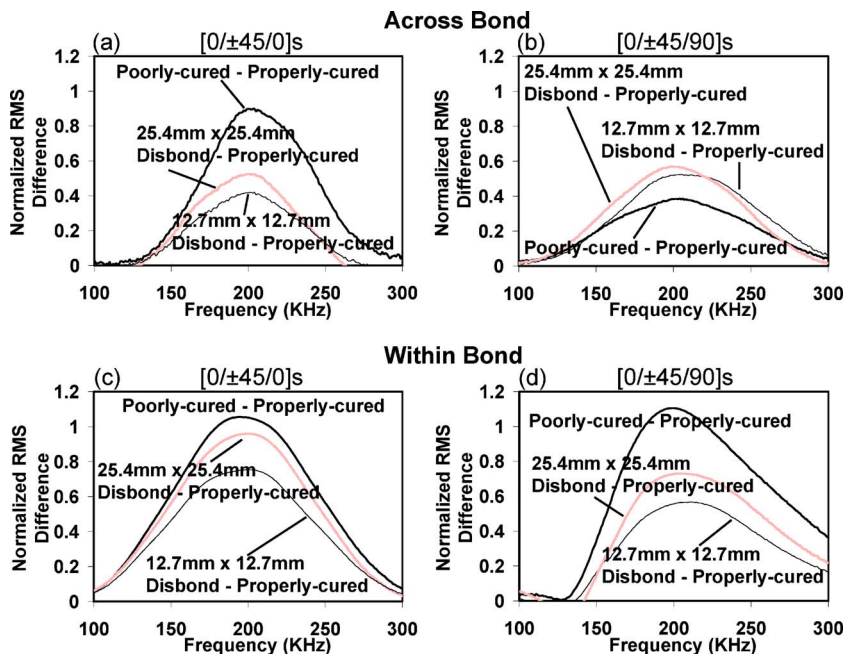 Across Bond
(a) [0/±45/0]s
Normalized RMS
Difference
1.2
1
0.8
0.6
0.4
0.2
0
Poorly-cured - Properly-cured
25.4mm x 25.4mm
Disbond - Properly-cured
12.7mm x 12.7mm
Disbond - Properly-cured
100 150 200 250 300
Frequency (KHz)
(b) [0/±45/90]s
Normalized RMS
Difference
1.2
1
0.8
0.6
0.4
0.2
0
25.4mm x 25.4mm
Disbond - Properly-cured
12.7mm x 12.7mm
Disbond - Properly-cured
Poorly-cured - Properly-cured
100 150 200 250 300
Frequency (KHz)
Within Bond
(c) [0/±45/0]s
Normalized RMS
Difference
1.2
1
0.8
0.6
0.4
0.2
0
Poorly-cured - Properly-cured
25.4mm x 25.4mm
Disbond - Properly-cured
12.7mm x 12.7mm
Disbond - Properly-cured
100 150 200 250 300
Frequency (KHz)
(d) [0/±45/90]s
Normalized RMS
Difference
1.2
1
0.8
0.6
0.4
0.2
0
Poorly-cured - Properly-cured
25.4mm x 25.4mm
Disbond - Properly-cured
12.7mm x 12.7mm
Disbond - Properly-cured
100 150 200 250 300
Frequency (KHz)